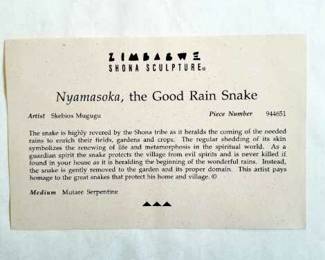 ZIMBABWE
SHONA SCULPTURE®
Nyamasoka, the Good Rain Snake
Artist Skebios Mugugu Piece Number 944651
The snake is highly revered by the Shona tribe as it heralds the coming of the needed
rains to enrich their fields, gardens and crops. The regular shedding of its skin
symbolizes the renewing of life and metamorphosis in the spiritual world. As a
guardian spirit the snake protects the village from evil spirits and is never killed if
found in your house as it is heralding the beginning of the wonderful rains. Instead,
the snake is gently removed to the garden and its proper domain. This artist pays
homage to the great snakes that protect his home and village. ©
Medium Mutare Serpentine